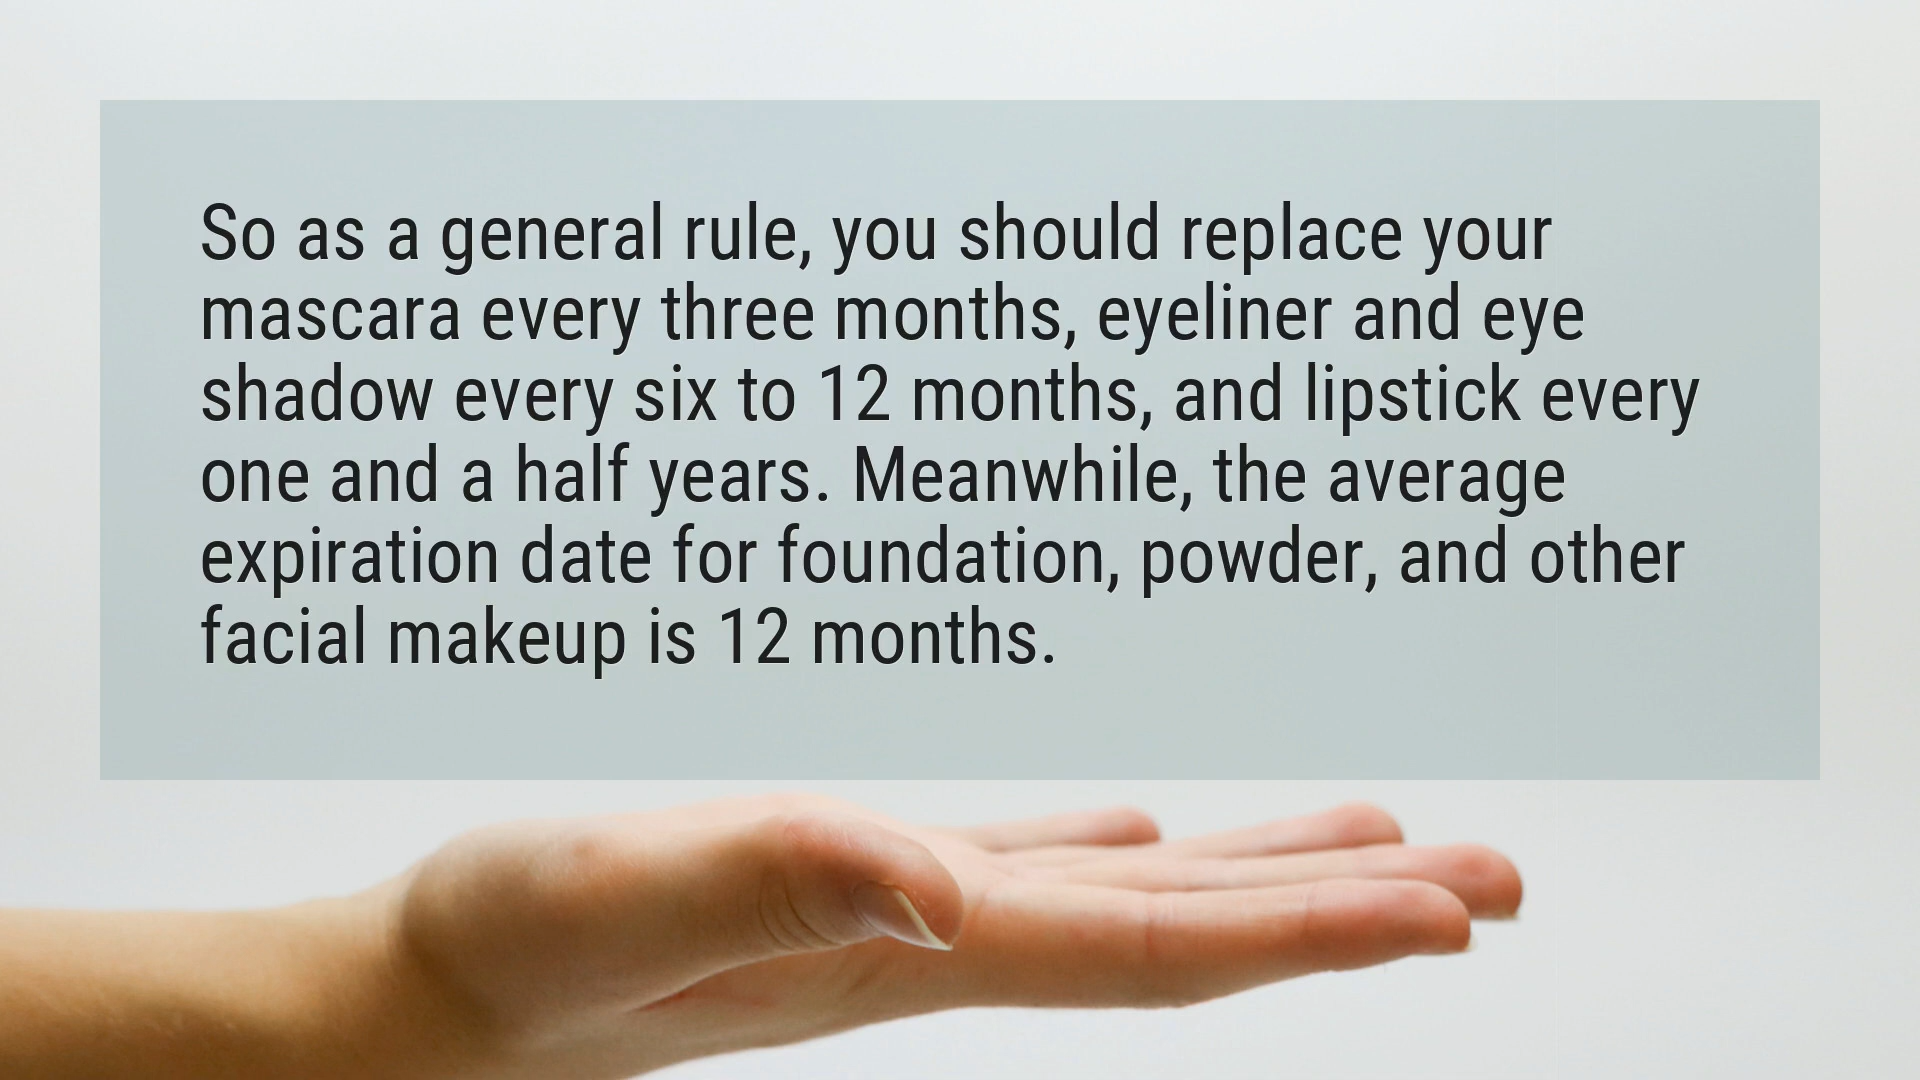 So as a general rule, you should replace your
mascara every three months, eyeliner and eye
shadow every six to 12 months, and lipstick every
one and a half years. Meanwhile, the average
expiration date for foundation, powder, and other
facial makeup is 12 months.